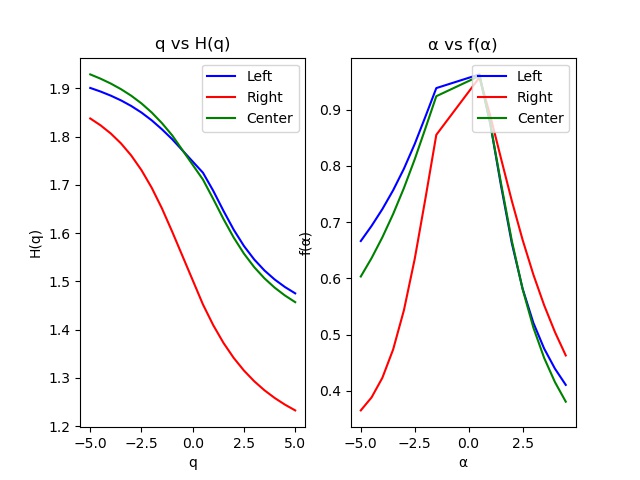 q vs H(q)
1.9
1.8
1.7
1.6
1.5
1.4
1.3
1.2
H(q)
−5.0
−2.5
0.0
2.5
5.0
q
Left
Right
Center
α vs f(α)
0.9
0.8
0.7
0.6
0.5
0.4
f(α)
−5.0
−2.5
0.0
2.5
α
Left
Right
Center